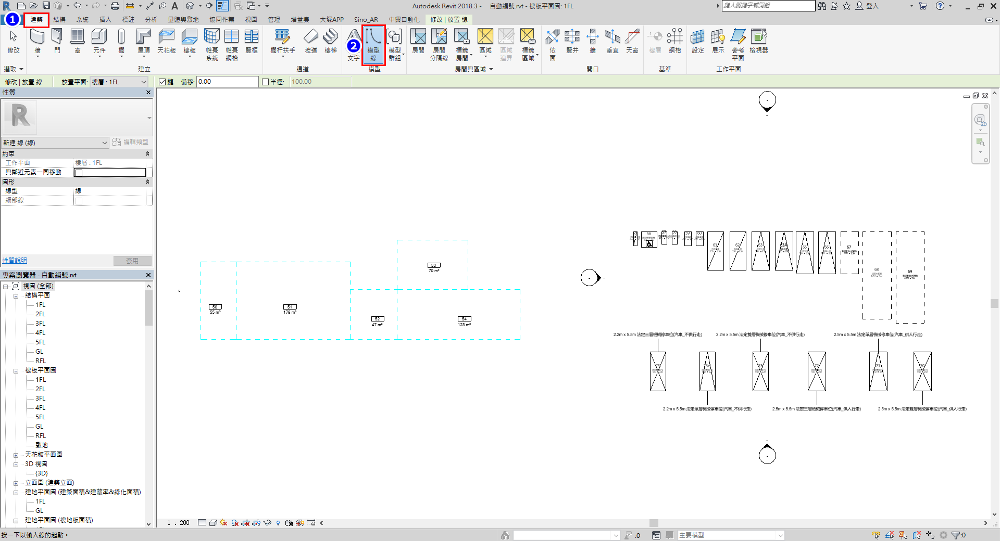 Autodesk Revit 2018.3 - 自動編號.rvt - 樓板平面圖: 1FL
鍵入關鍵字或詞組
登入
1
建築 結構 系統 插入 標註 分析 量體與敷地 協同作業 視圖 管理 增益集 大塚APP Sino_AR 中興自動化 修改 | 放置 線
2
修改 牆 門 窗 元件 柱 屋頂 天花板 樓板 帷幕系統 帷幕網格 豎框 欄杆扶手 坡道 樓梯 模型文字 模型線 模型群組 房間 房間分隔線 標籤房間 區域 區域邊界 標籤區域 依面 豎井 牆 垂直 天窗 樓層 網格 設定 展示 參考平面 檢視器
選取 建立 通道 模型 房間與區域 開口 基準 工作平面
修改 | 放置 線 放置平面: 樓層 : 1FL 鏈 偏移: 0.00 半徑: 100.00
性質
R
新建 線 (線)
編輯類型
約束
工作平面 樓層 : 1FL
與鄰近元素一同移動
圖形
線型 線
細部線
性質說明 套用
專案瀏覽器 - 自動編號.rvt
視圖 (全部)
結構平面
1FL
2FL
3FL
4FL
5FL
GL
RFL
樓板平面圖
1FL
2FL
3FL
4FL
5FL
GL
RFL
敷地
天花板平面圖
3D 視圖
{3D}
立面圖 (建築立面)
建地平面圖 (建築面積&建蔽率&綠化面積)
1FL
GL
建地平面圖 (樓地板面積)
50
55 m²
51
178 m²
52
47 m²
53
70 m²
54
123 m²
2D
56 57 58 59 60 61 62 63 63A 65 66 67 68 69
2.2m x 5.5m 法定三層機械停車位(汽車_不供行走)
2.2m x 5.5m 法定雙層機械停車位(汽車_不供行走)
2.5m x 5.5m 法定單層機械停車位(汽車_供人行走)
75 73A 73 72 71 70
2.2m x 5.5m 法定單層機械停車位(汽車_不供行走)
2.5m x 5.5m 法定三層機械停車位(汽車_供人行走)
2.5m x 5.5m 法定雙層機械停車位(汽車_供人行走)
1 : 200
按一下以輸入線的起點。
:0
主要模型
:0